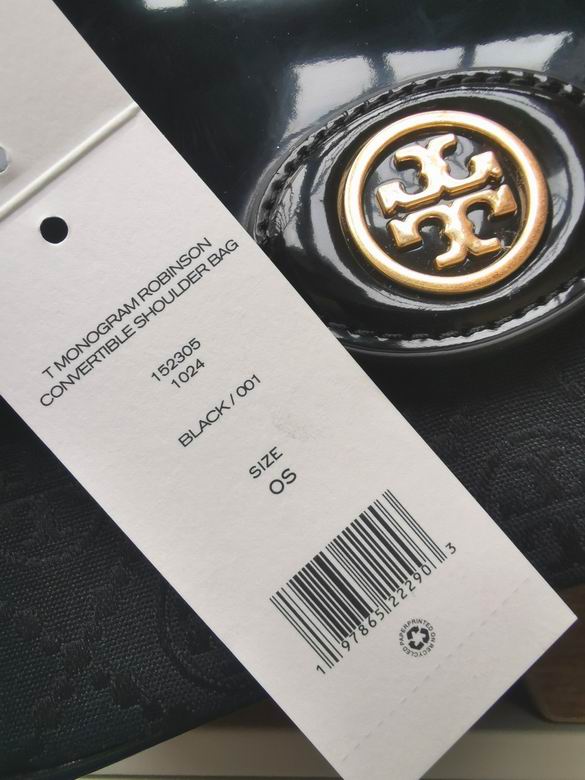 T MONOGRAM ROBINSON
CONVERTIBLE SHOULDER BAG
152305
1024
BLACK / 001
SIZE
OS
1 97865 22290 3
PAPER PRINTED ON
RECYCLED